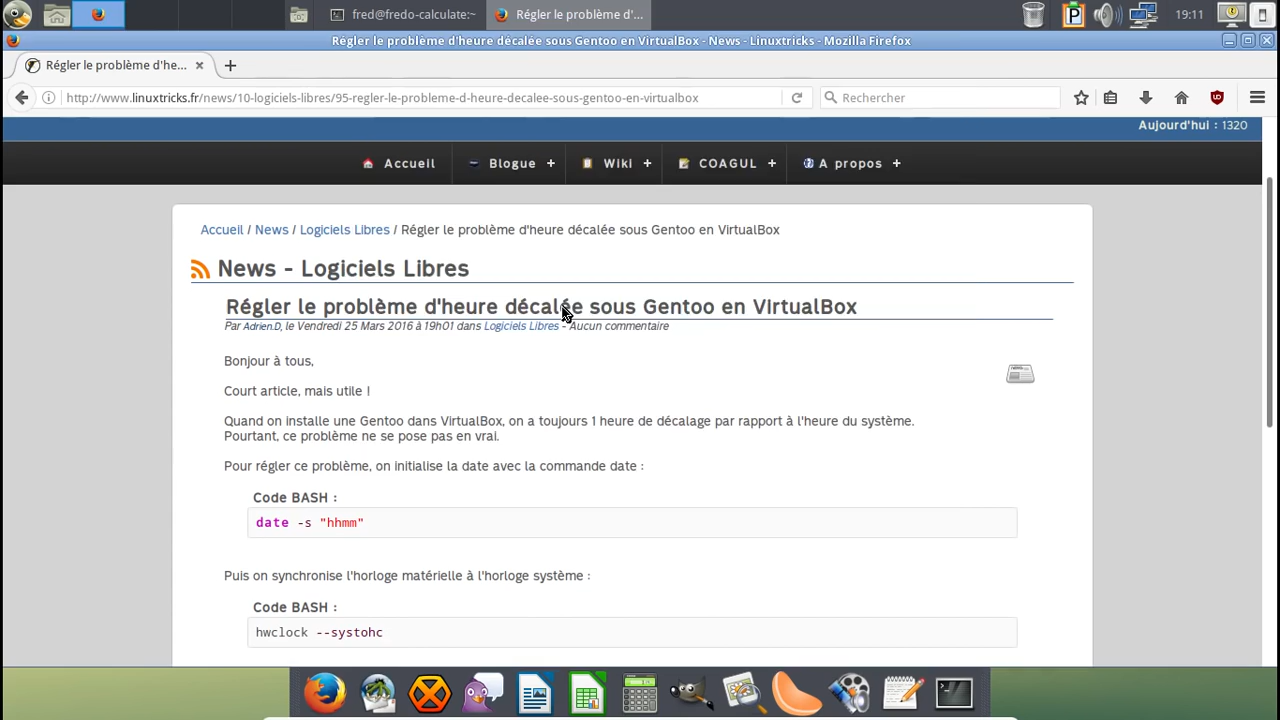 fred@fredo-calculate:~
Régler le problème d'...
19:11
Régler le problème d'heure décalée sous Gentoo en VirtualBox - News - Linuxtricks - Mozilla Firefox
Régler le problème d'he...
http://www.linuxtricks.fr/news/10-logiciels-libres/95-regler-le-probleme-d-heure-decalee-sous-gentoo-en-virtualbox
Rechercher
Aujourd'hui : 1320
Accueil
Blogue +
Wiki +
COAGUL +
A propos +
Accueil / News / Logiciels Libres / Régler le problème d'heure décalée sous Gentoo en VirtualBox
News - Logiciels Libres
Régler le problème d'heure décalée sous Gentoo en VirtualBox
Par Adrien.D, le Vendredi 25 Mars 2016 à 19h01 dans Logiciels Libres - Aucun commentaire
Bonjour à tous,
Court article, mais utile !
Quand on installe une Gentoo dans VirtualBox, on a toujours 1 heure de décalage par rapport à l'heure du système.
Pourtant, ce problème ne se pose pas en vrai.
Pour régler ce problème, on initialise la date avec la commande date :
Code BASH :
date -s "hhmm"
Puis on synchronise l'horloge matérielle à l'horloge système :
Code BASH :
hwclock --systohc